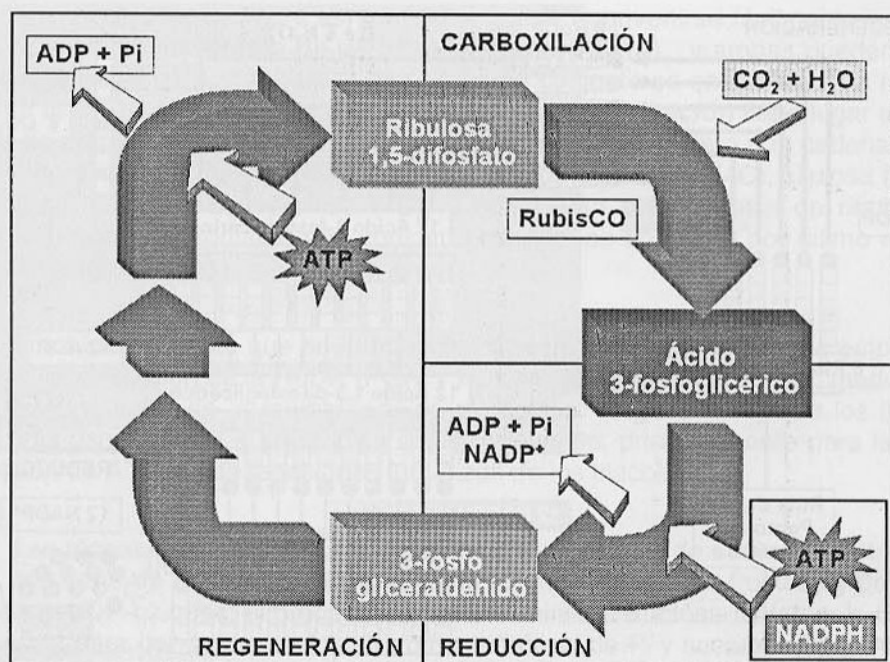 CARBOXILACIÓN
ADP + Pi
CO₂ + H₂O
Ribulosa
1,5-difosfato
RubisCO
ATP
Ácido
3-fosfoglicérico
ADP + Pi
NADP⁺
ATP
NADPH
3-fosfo
gliceraldehido
REGENERACIÓN
REDUCCIÓN